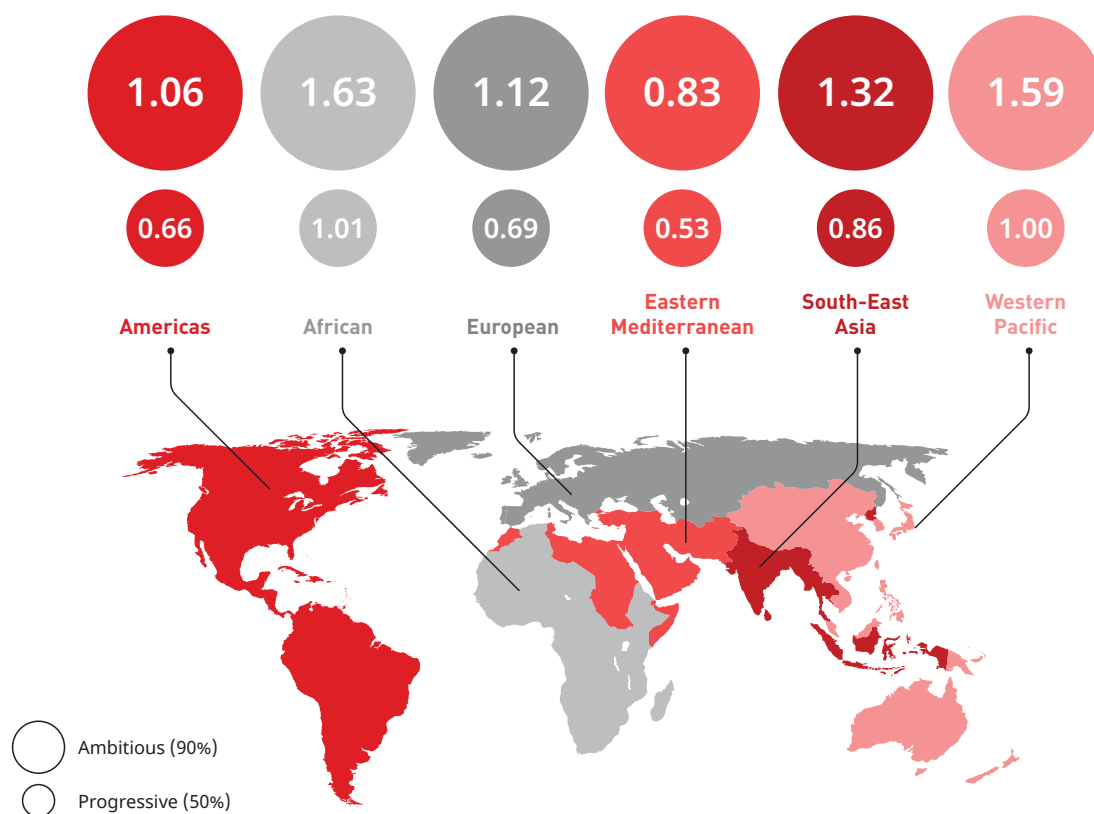 1.06
1.63
1.12
0.83
1.32
1.59
0.66
1.01
0.69
0.53
0.86
1.00
Americas
African
European
Eastern
Mediterranean
South-East
Asia
Western
Pacific
Ambitious (90%)
Progressive (50%)